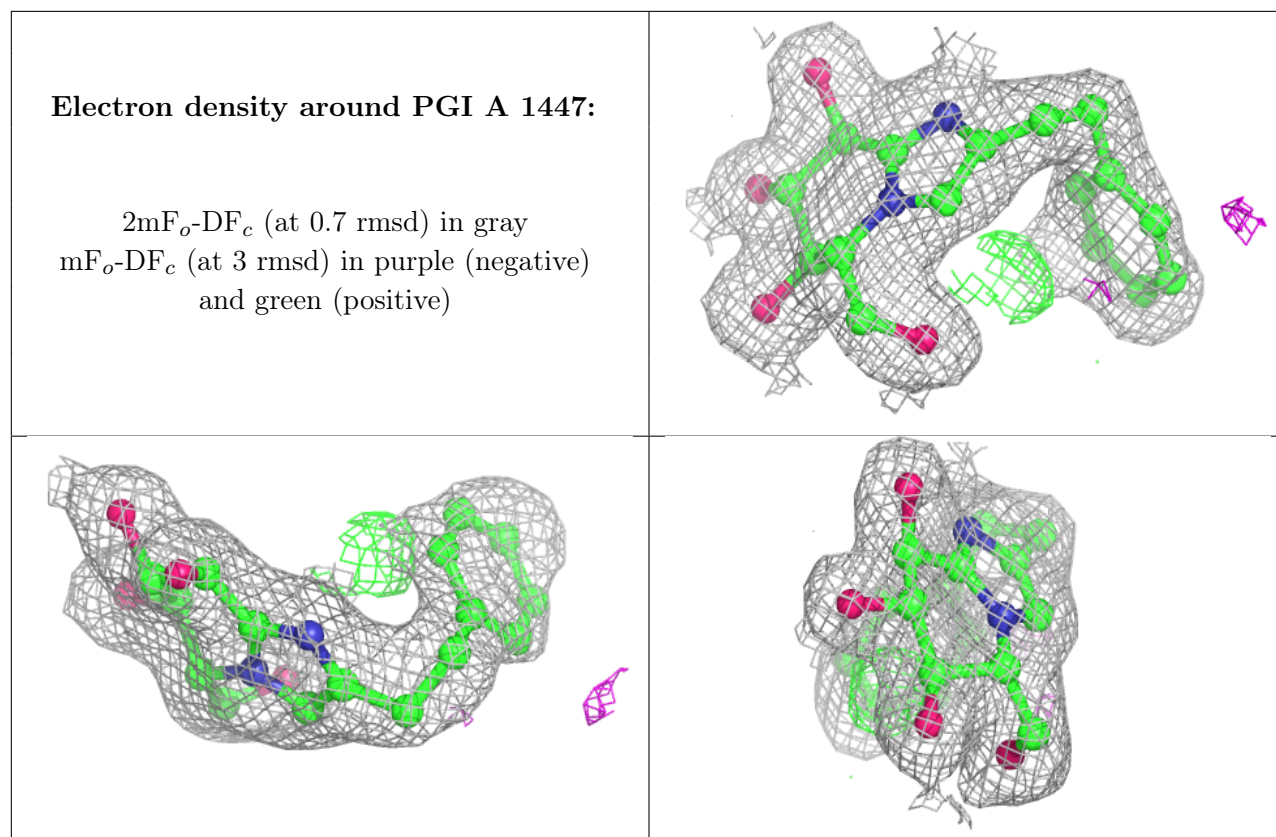 Electron density around PGI A 1447:
2mFo-DFc (at 0.7 rmsd) in gray
mFo-DFc (at 3 rmsd) in purple (negative)
and green (positive)